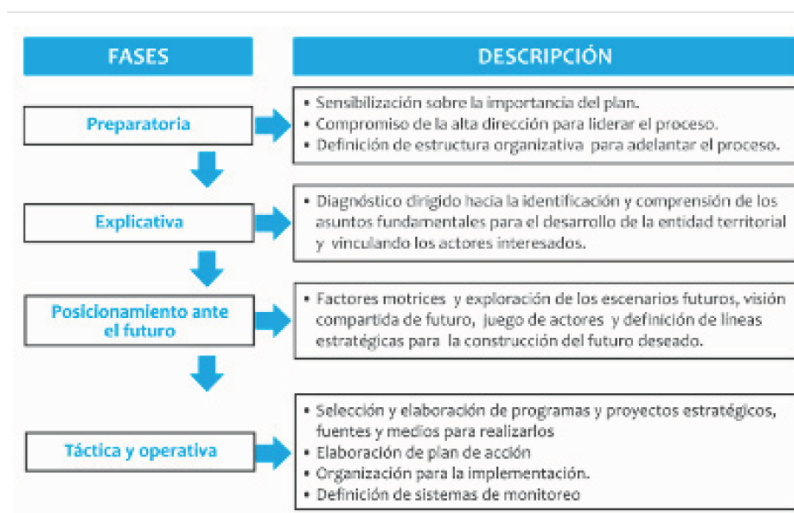 FASES
DESCRIPCIÓN
Preparatoria
• Sensibilización sobre la importancia del plan.
• Compromiso de la alta dirección para liderar el proceso.
• Definición de estructura organizativa para adelantar el proceso.
Explicativa
• Diagnóstico dirigido hacia la identificación y comprensión de los
asuntos fundamentales para el desarrollo de la entidad territorial
y vinculando los actores interesados.
Posicionamiento ante
el futuro
• Factores motrices y exploración de los escenarios futuros, visión
compartida de futuro, juego de actores y definición de líneas
estratégicas para la construcción del futuro deseado.
Táctica y operativa
• Selección y elaboración de programas y proyectos estratégicos,
fuentes y medios para realizarlos
• Elaboración de plan de acción
• Organización para la implementación.
• Definición de sistemas de monitoreo